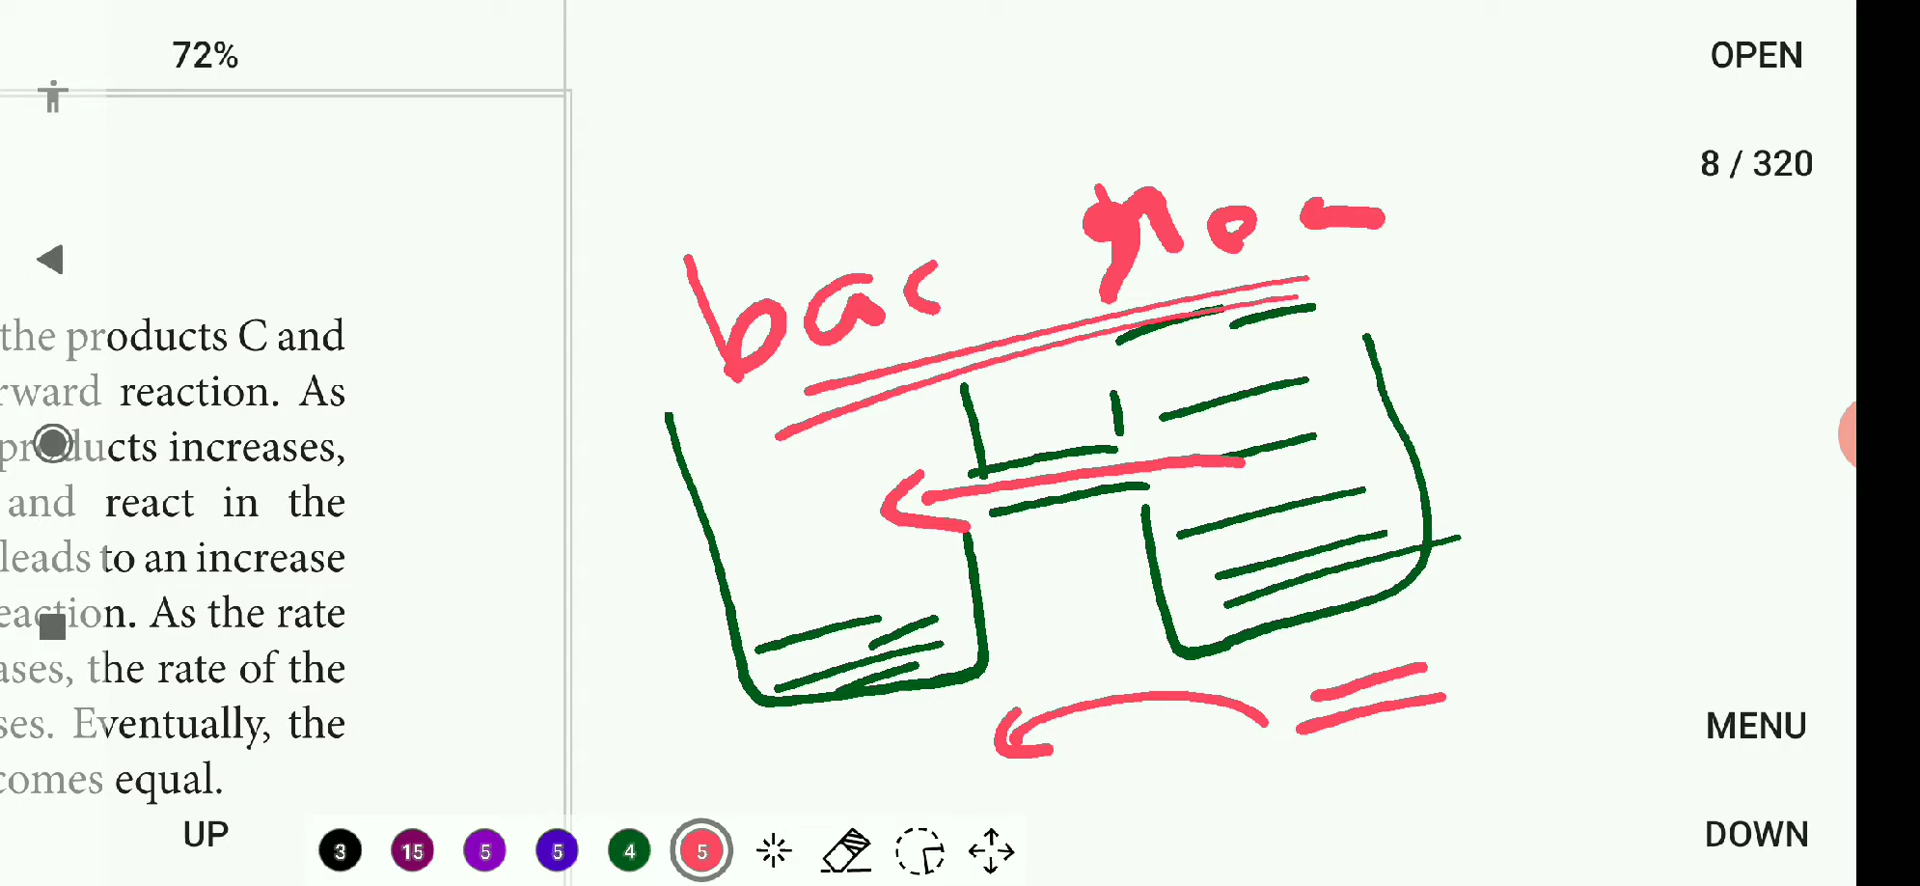 72%
OPEN
8 / 320
the products C and
rward reaction. As
products increases,
and react in the
leads to an increase
eaction. As the rate
ases, the rate of the
ses. Eventually, the
comes equal.
bac
UP
MENU
DOWN
3 15 5 5 4 5